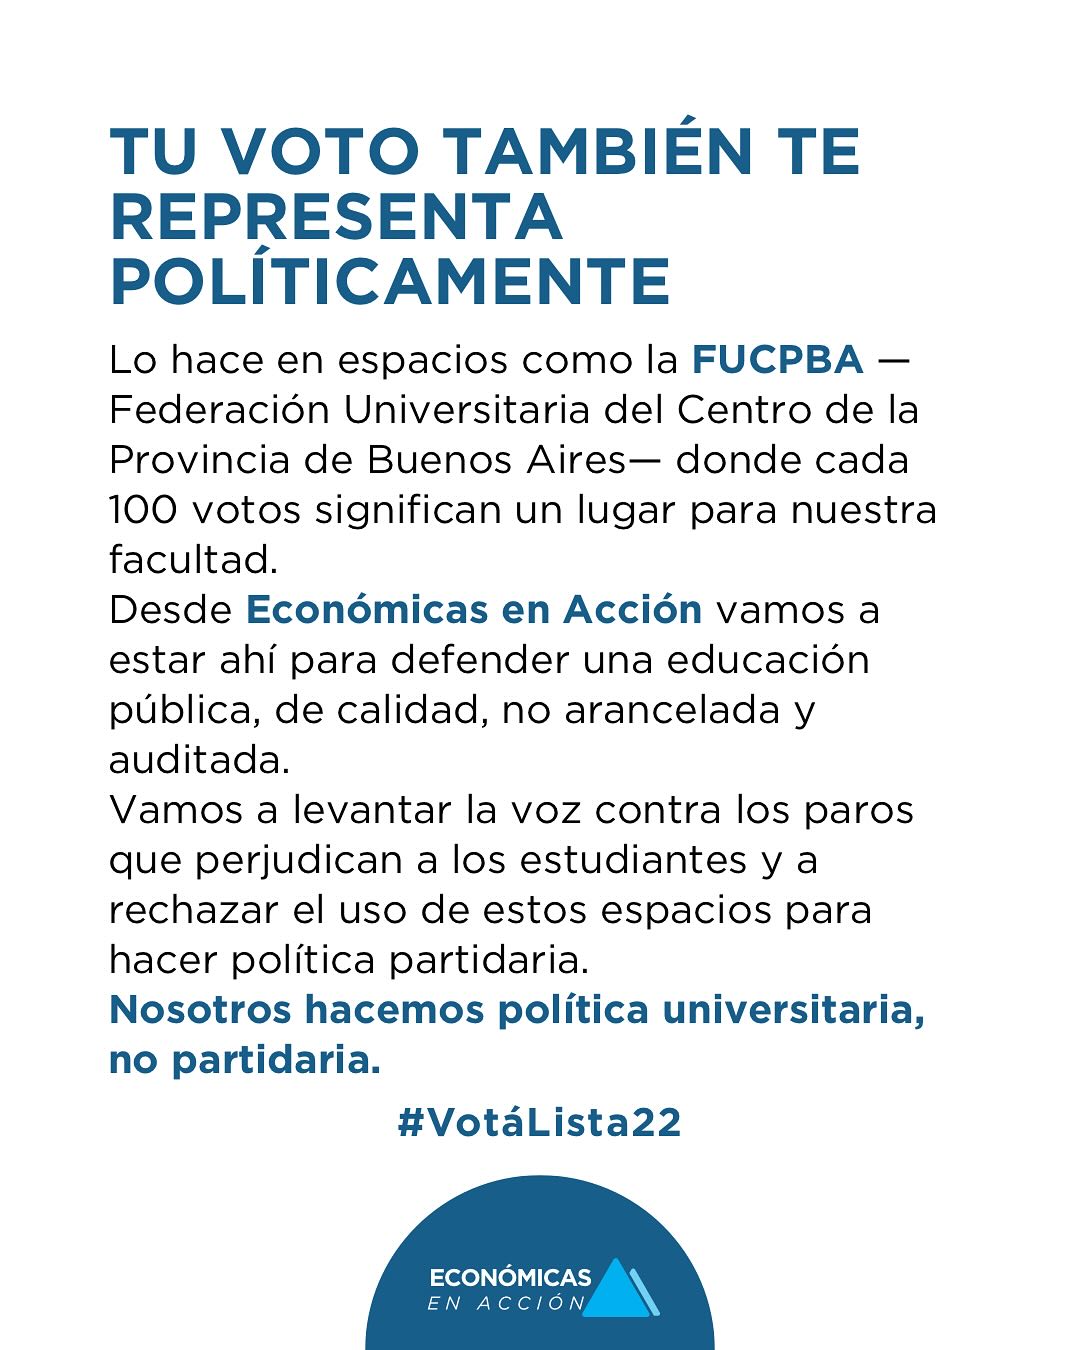 TU VOTO TAMBIÉN TE
REPRESENTA
POLÍTICAMENTE
Lo hace en espacios como la FUCPBA —
Federación Universitaria del Centro de la
Provincia de Buenos Aires— donde cada
100 votos significan un lugar para nuestra
facultad.
Desde Económicas en Acción vamos a
estar ahí para defender una educación
pública, de calidad, no arancelada y
auditada.
Vamos a levantar la voz contra los paros
que perjudican a los estudiantes y a
rechazar el uso de estos espacios para
hacer política partidaria.
Nosotros hacemos política universitaria,
no partidaria.
#VotáLista22
ECONÓMICAS
EN ACCIÓN